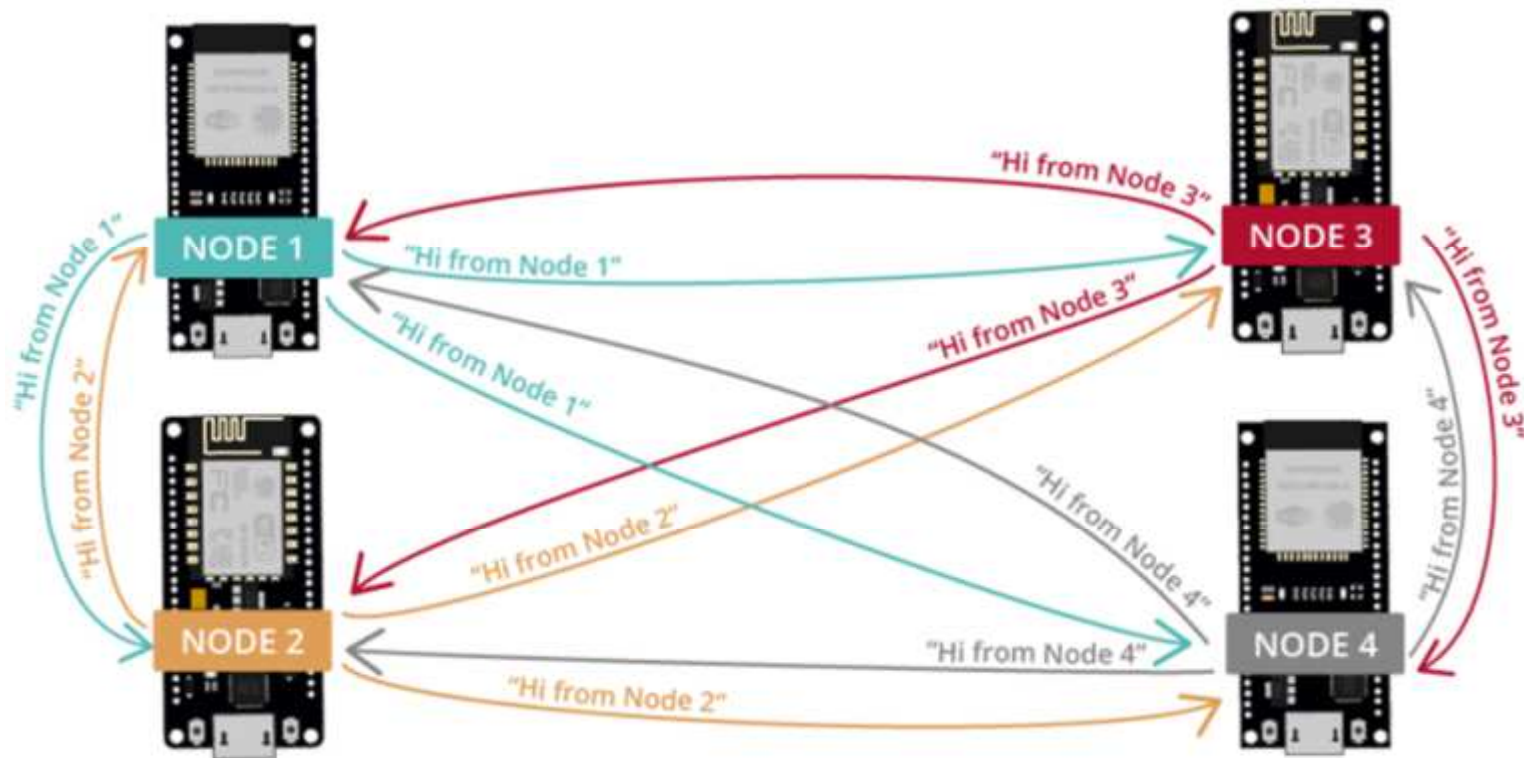 NODE 1
NODE 3
"Hi from Node 3"
"Hi from Node 1"
"Hi from Node 1"
"Hi from Node 2"
"Hi from Node 1"
"Hi from Node 3"
"Hi from Node 3"
"Hi from Node 4"
"Hi from Node 4"
"Hi from Node 2"
NODE 2
NODE 4
"Hi from Node 4"
"Hi from Node 2"